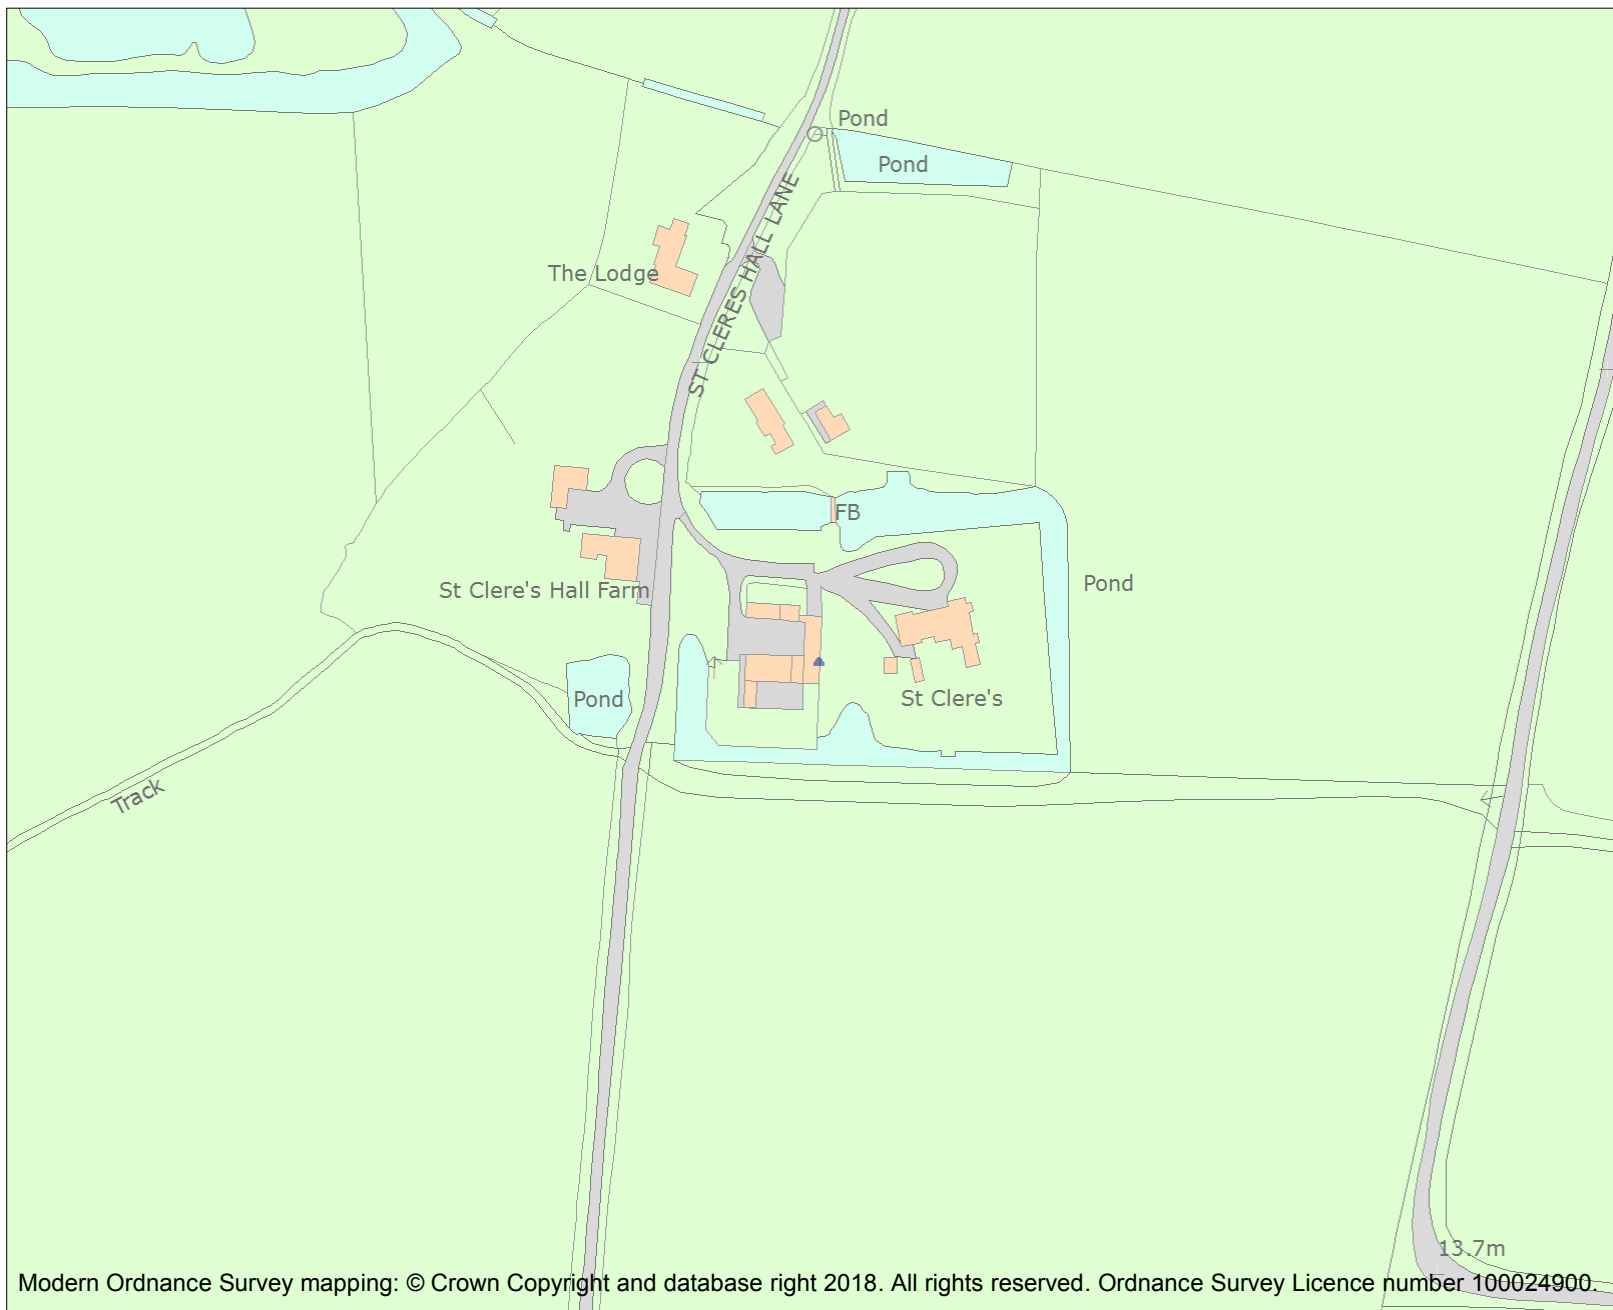 Pond
Pond
ST CLERES HALL LANE
The Lodge
FB
Pond
St Clere's Hall Farm
Pond
St Clere's
Track
13.7m
Modern Ordnance Survey mapping: © Crown Copyright and database right 2018. All rights reserved. Ordnance Survey Licence number 100024900.